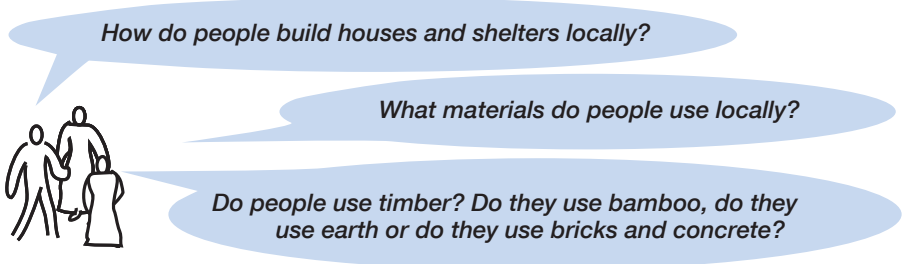 How do people build houses and shelters locally?
What materials do people use locally?
Do people use timber? Do they use bamboo, do they
use earth or do they use bricks and concrete?